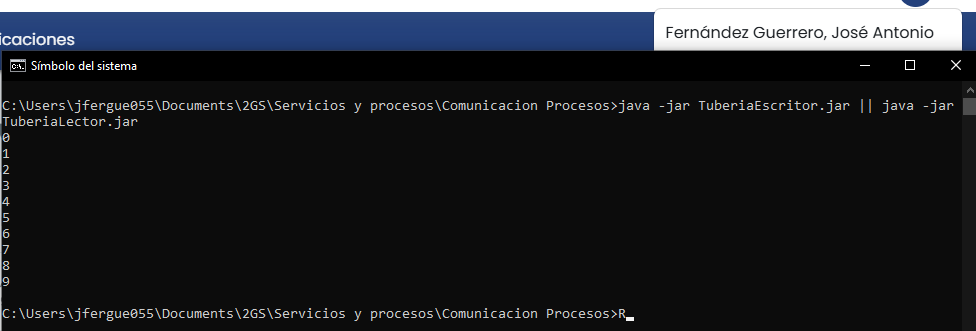 icaciones
Fernández Guerrero, José Antonio
Símbolo del sistema
C:\Users\jfergue055\Documents\2GS\Servicios y procesos\Comunicacion Procesos>java -jar TuberiaEscritor.jar || java -jar
TuberiaLector.jar
0
1
2
3
4
5
6
7
8
9
C:\Users\jfergue055\Documents\2GS\Servicios y procesos\Comunicacion Procesos>R